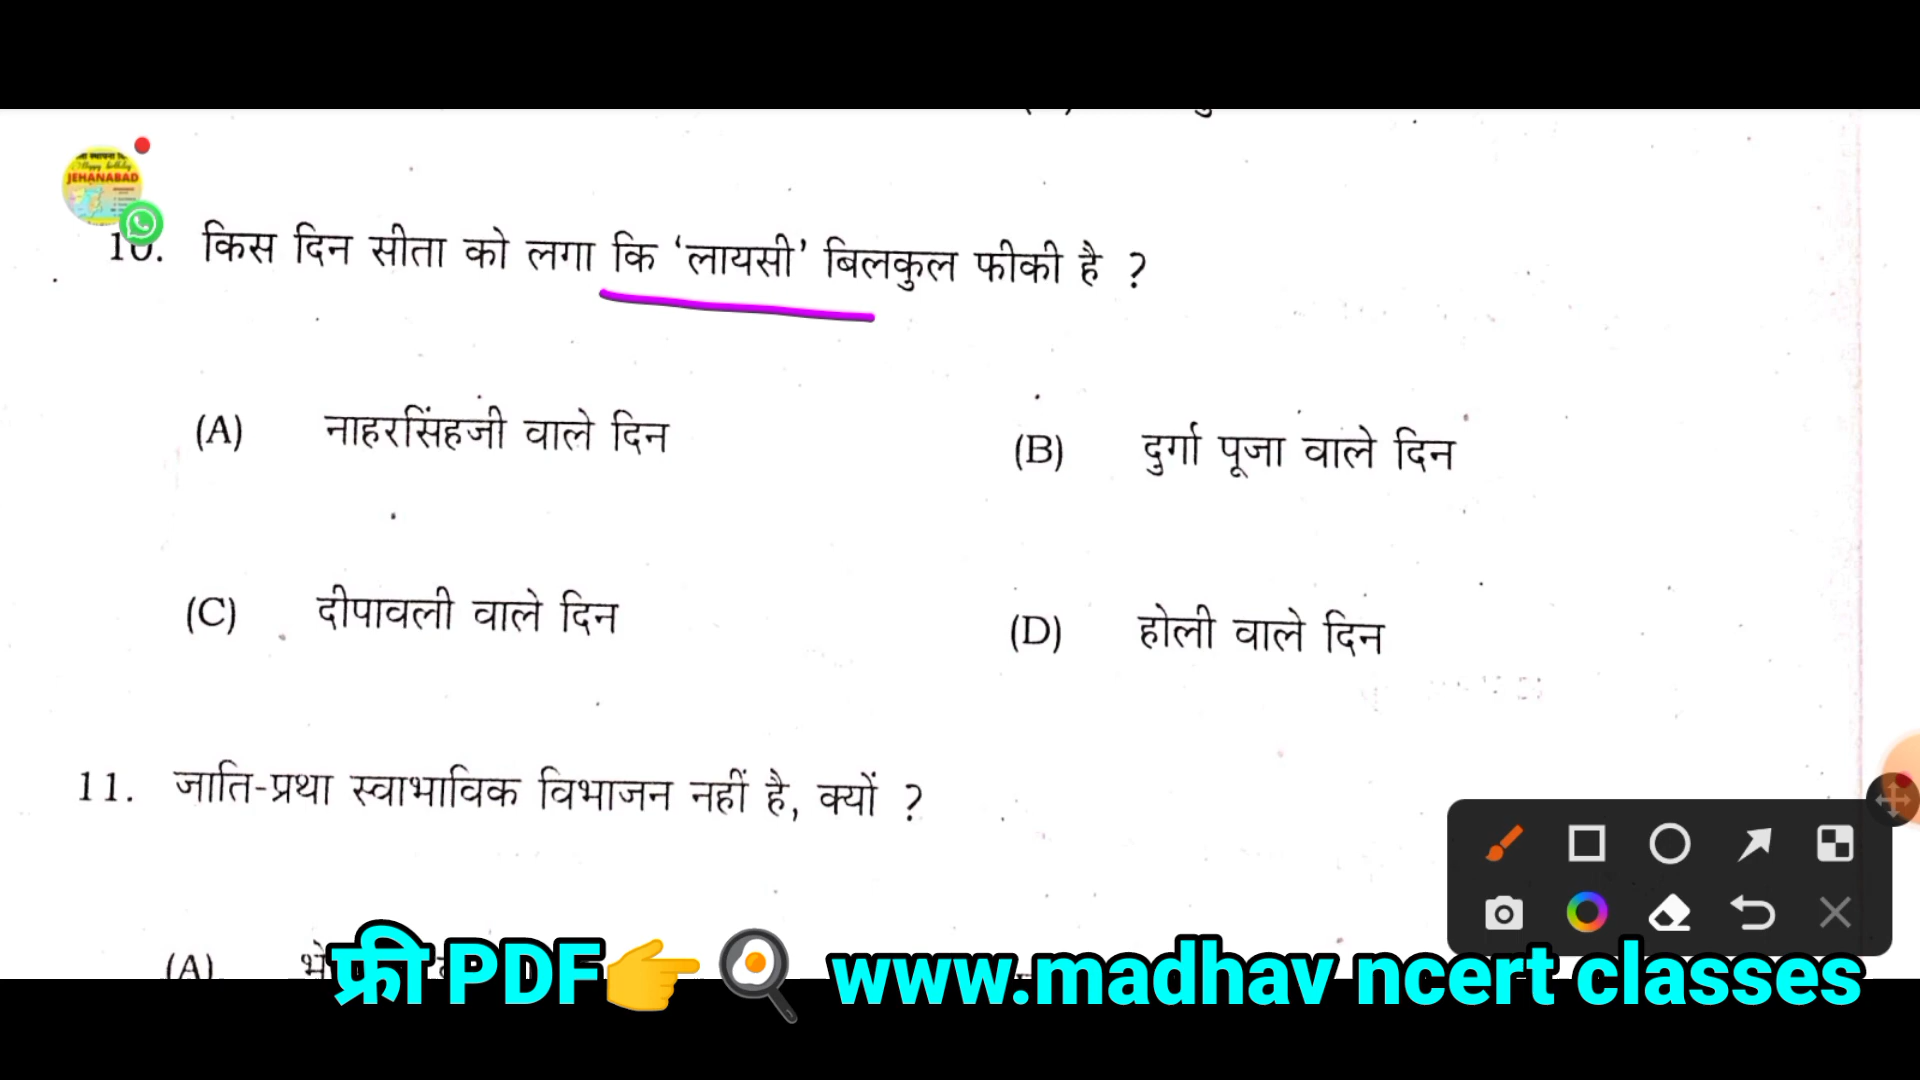 JEHANABAD
10. किस दिन सीता को लगा कि ‘लायसी’ बिलकुल फीकी है ?
(A) नाहरसिंहजी वाले दिन (B) दुर्गा पूजा वाले दिन
(C) दीपावली वाले दिन (D) होली वाले दिन
11. जाति-प्रथा स्वाभाविक विभाजन नहीं है, क्यों ?
(A)
फ्री PDF www.madhav ncert classes